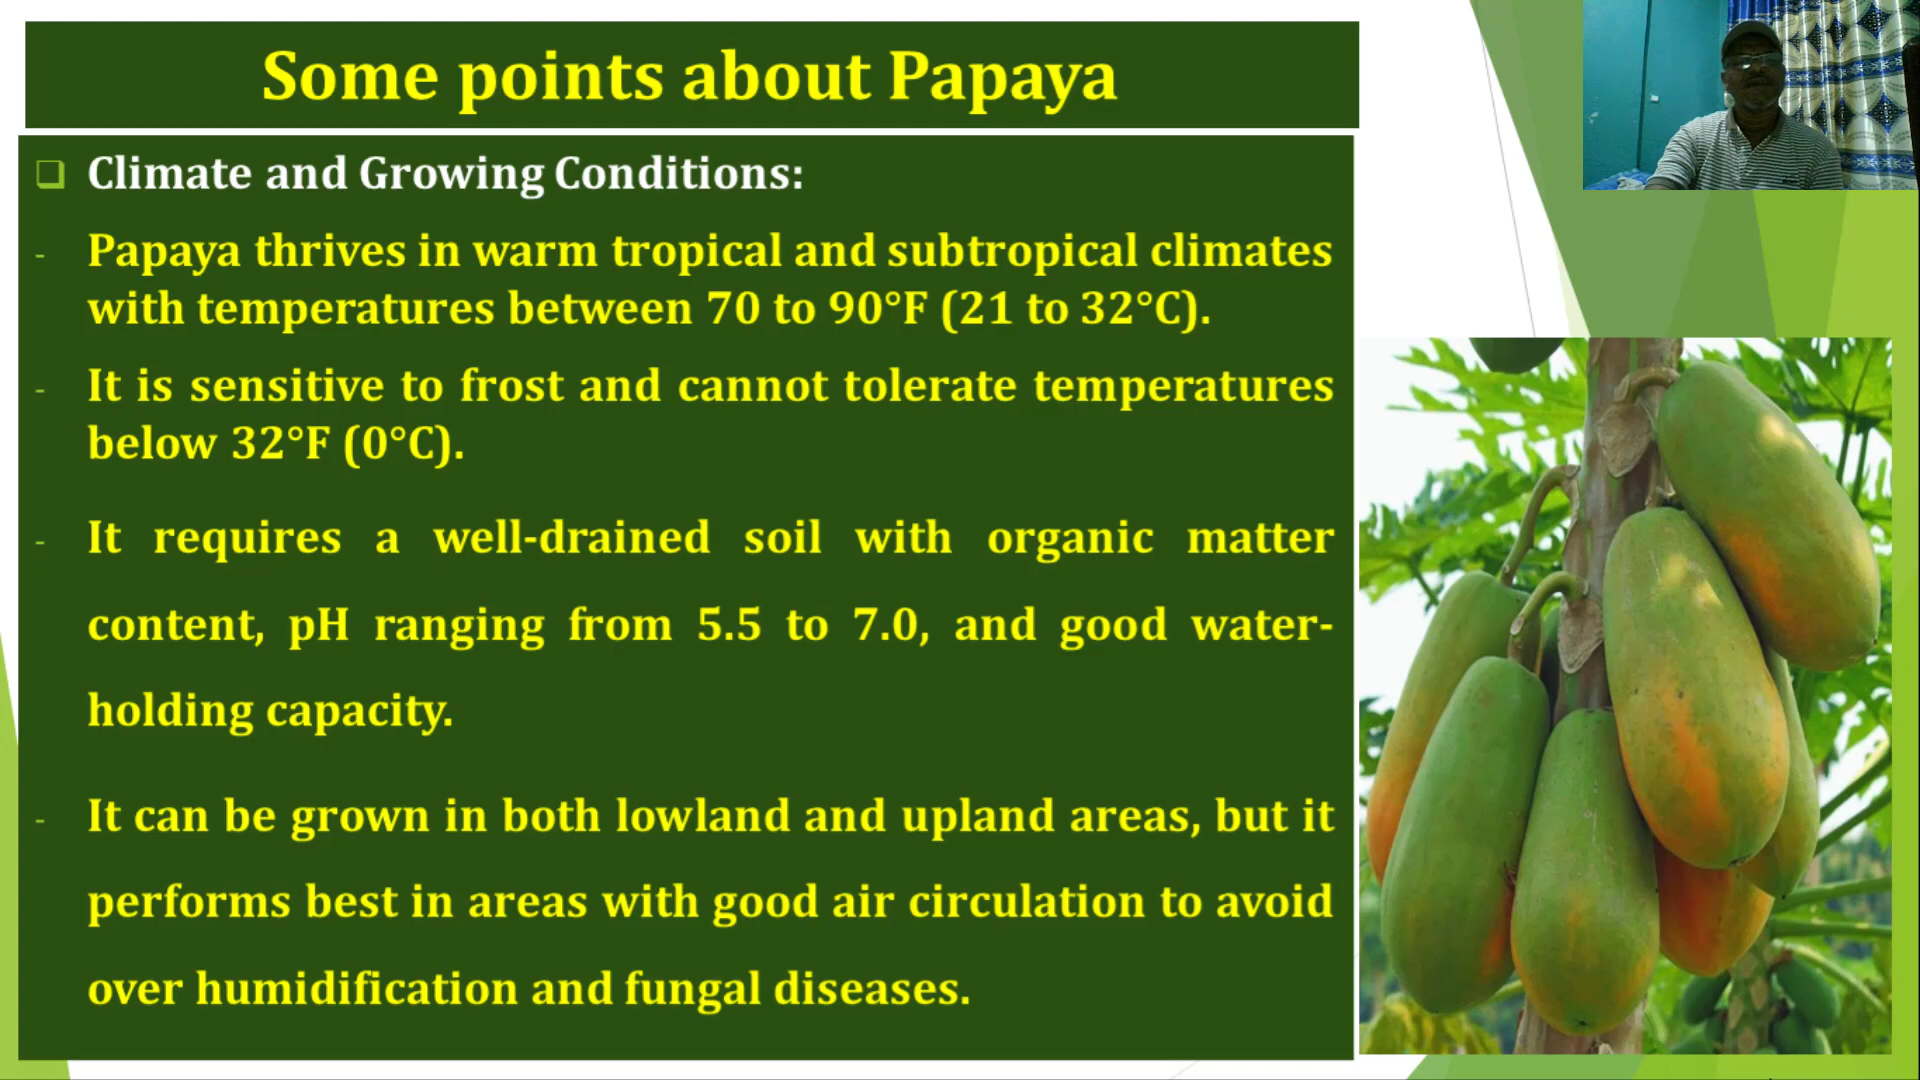 Some points about Papaya
❑ Climate and Growing Conditions:
- Papaya thrives in warm tropical and subtropical climates
with temperatures between 70 to 90°F (21 to 32°C).
- It is sensitive to frost and cannot tolerate temperatures
below 32°F (0°C).
- It requires a well-drained soil with organic matter
content, pH ranging from 5.5 to 7.0, and good water-
holding capacity.
- It can be grown in both lowland and upland areas, but it
performs best in areas with good air circulation to avoid
over humidification and fungal diseases.